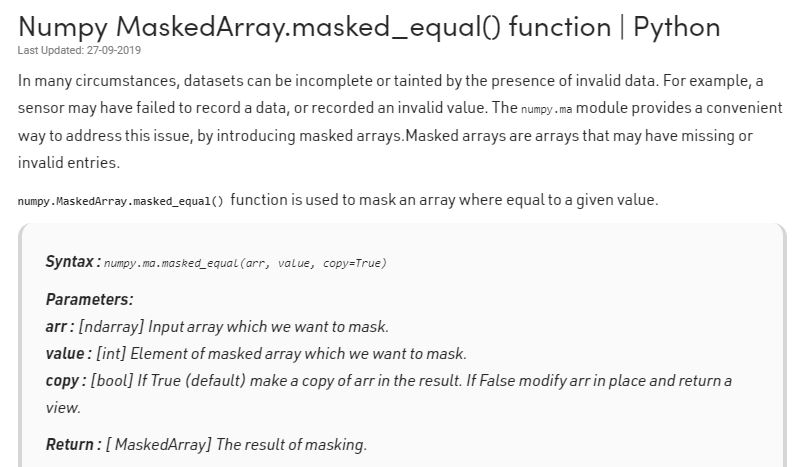 Numpy MaskedArray.masked_equal() function | Python
Last Updated: 27-09-2019
In many circumstances, datasets can be incomplete or tainted by the presence of invalid data. For example, a
sensor may have failed to record a data, or recorded an invalid value. The numpy.ma module provides a convenient
way to address this issue, by introducing masked arrays.Masked arrays are arrays that may have missing or
invalid entries.
numpy.MaskedArray.masked_equal() function is used to mask an array where equal to a given value.
Syntax : numpy.ma.masked_equal(arr, value, copy=True)
Parameters:
arr : [ndarray] Input array which we want to mask.
value : [int] Element of masked array which we want to mask.
copy : [bool] If True (default) make a copy of arr in the result. If False modify arr in place and return a
view.
Return : [ MaskedArray] The result of masking.